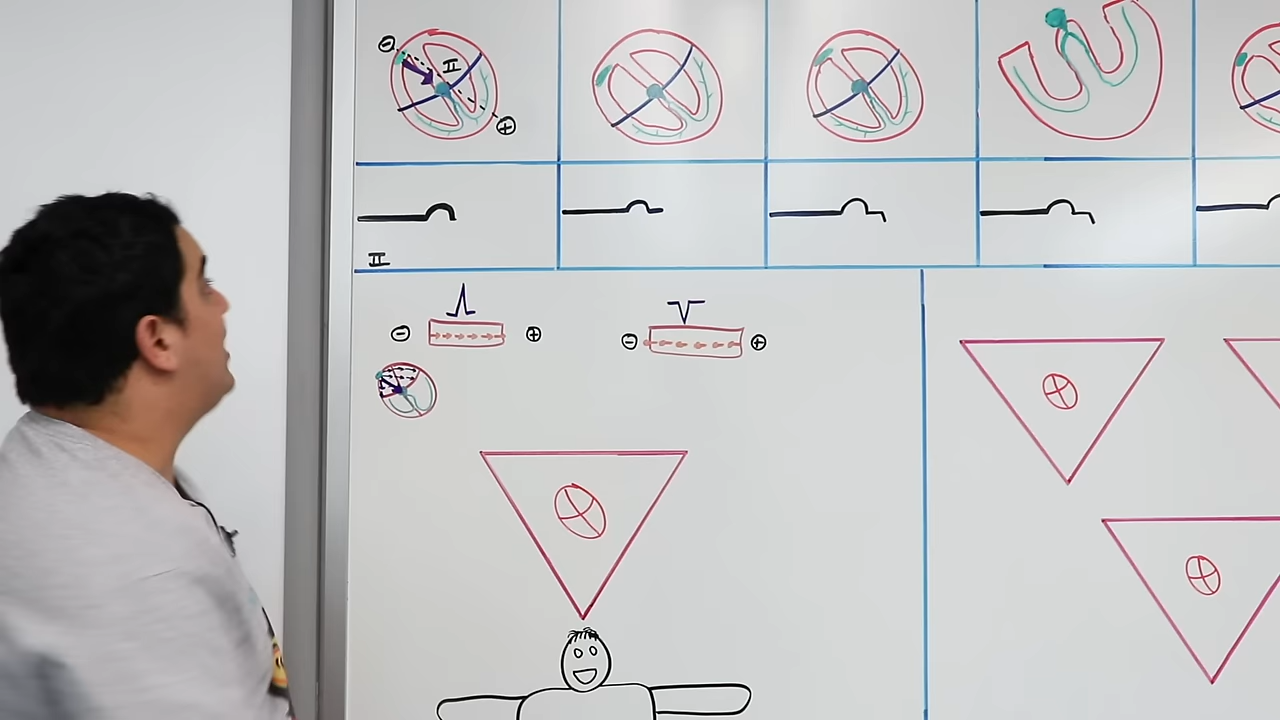 ⊖
II
⊕
II
⊖ ⊕ ⊖ ⊕